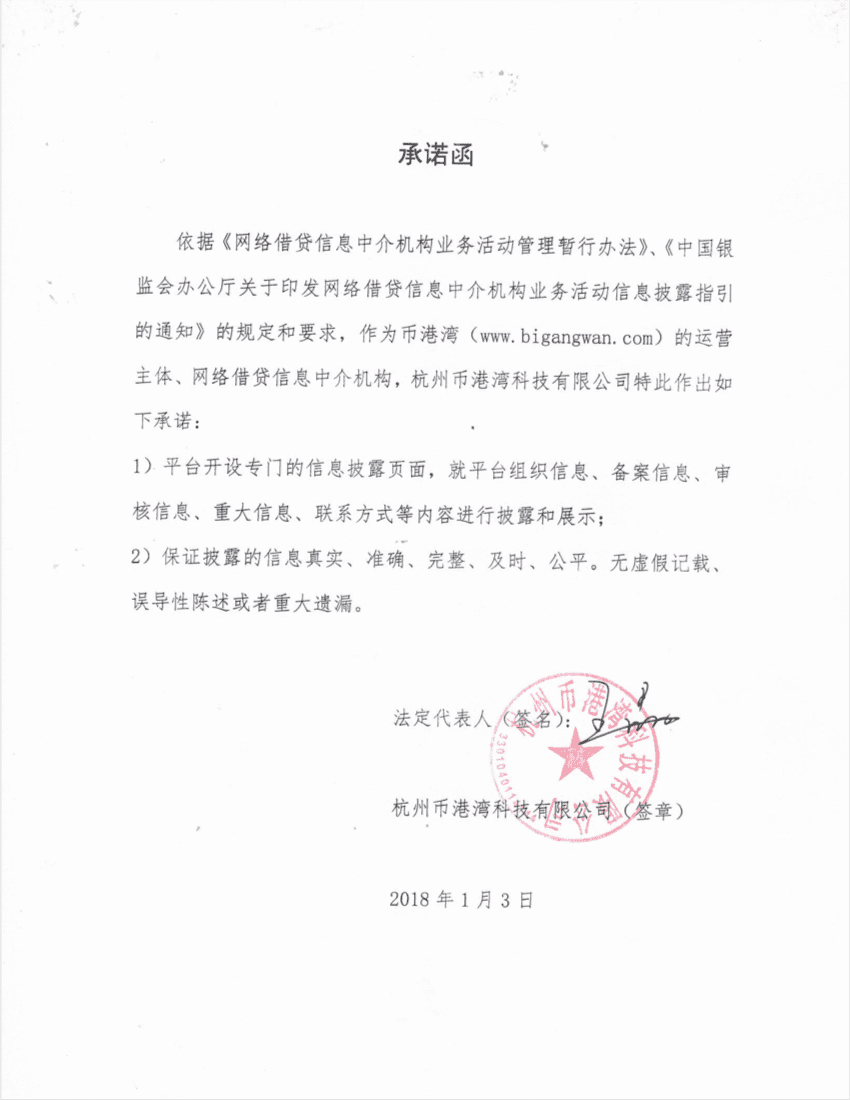 承诺函
依据《网络借贷信息中介机构业务活动管理暂行办法》、《中国银
监会办公厅关于印发网络借贷信息中介机构业务活动信息披露指引
的通知》的规定和要求，作为币港湾（www.bigangwan.com）的运营
主体、网络借贷信息中介机构，杭州币港湾科技有限公司特此作出如
下承诺：
1）平台开设专门的信息披露页面，就平台组织信息、备案信息、审
核信息、重大信息、联系方式等内容进行披露和展示；
2）保证披露的信息真实、准确、完整、及时、公平。无虚假记载、
误导性陈述或者重大遗漏。
法定代表人（签名）：
杭州币港湾科技有限公司
杭州币港湾科技有限公司（签章）
2018 年 1 月 3 日